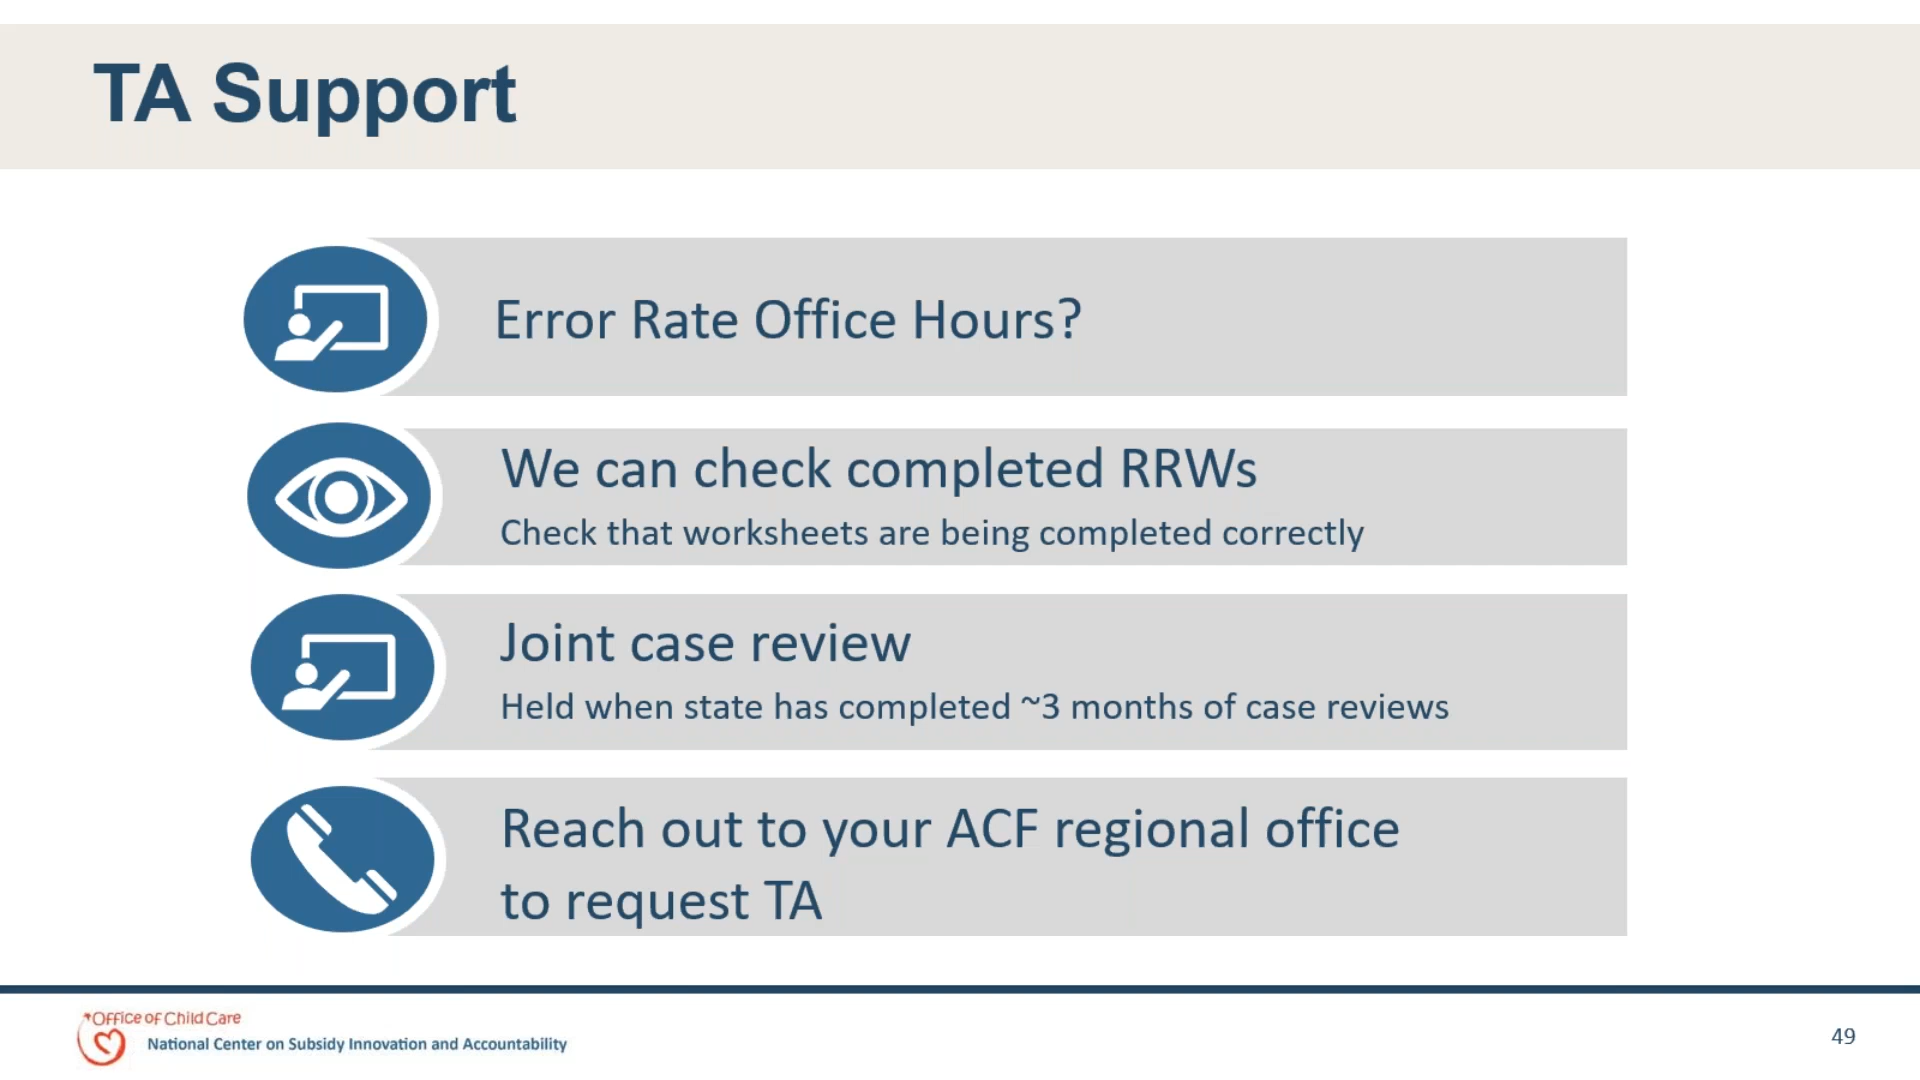 TA Support
Error Rate Office Hours?
We can check completed RRWs
Check that worksheets are being completed correctly
Joint case review
Held when state has completed ~3 months of case reviews
Reach out to your ACF regional office
to request TA
Office of Child Care
National Center on Subsidy Innovation and Accountability
49